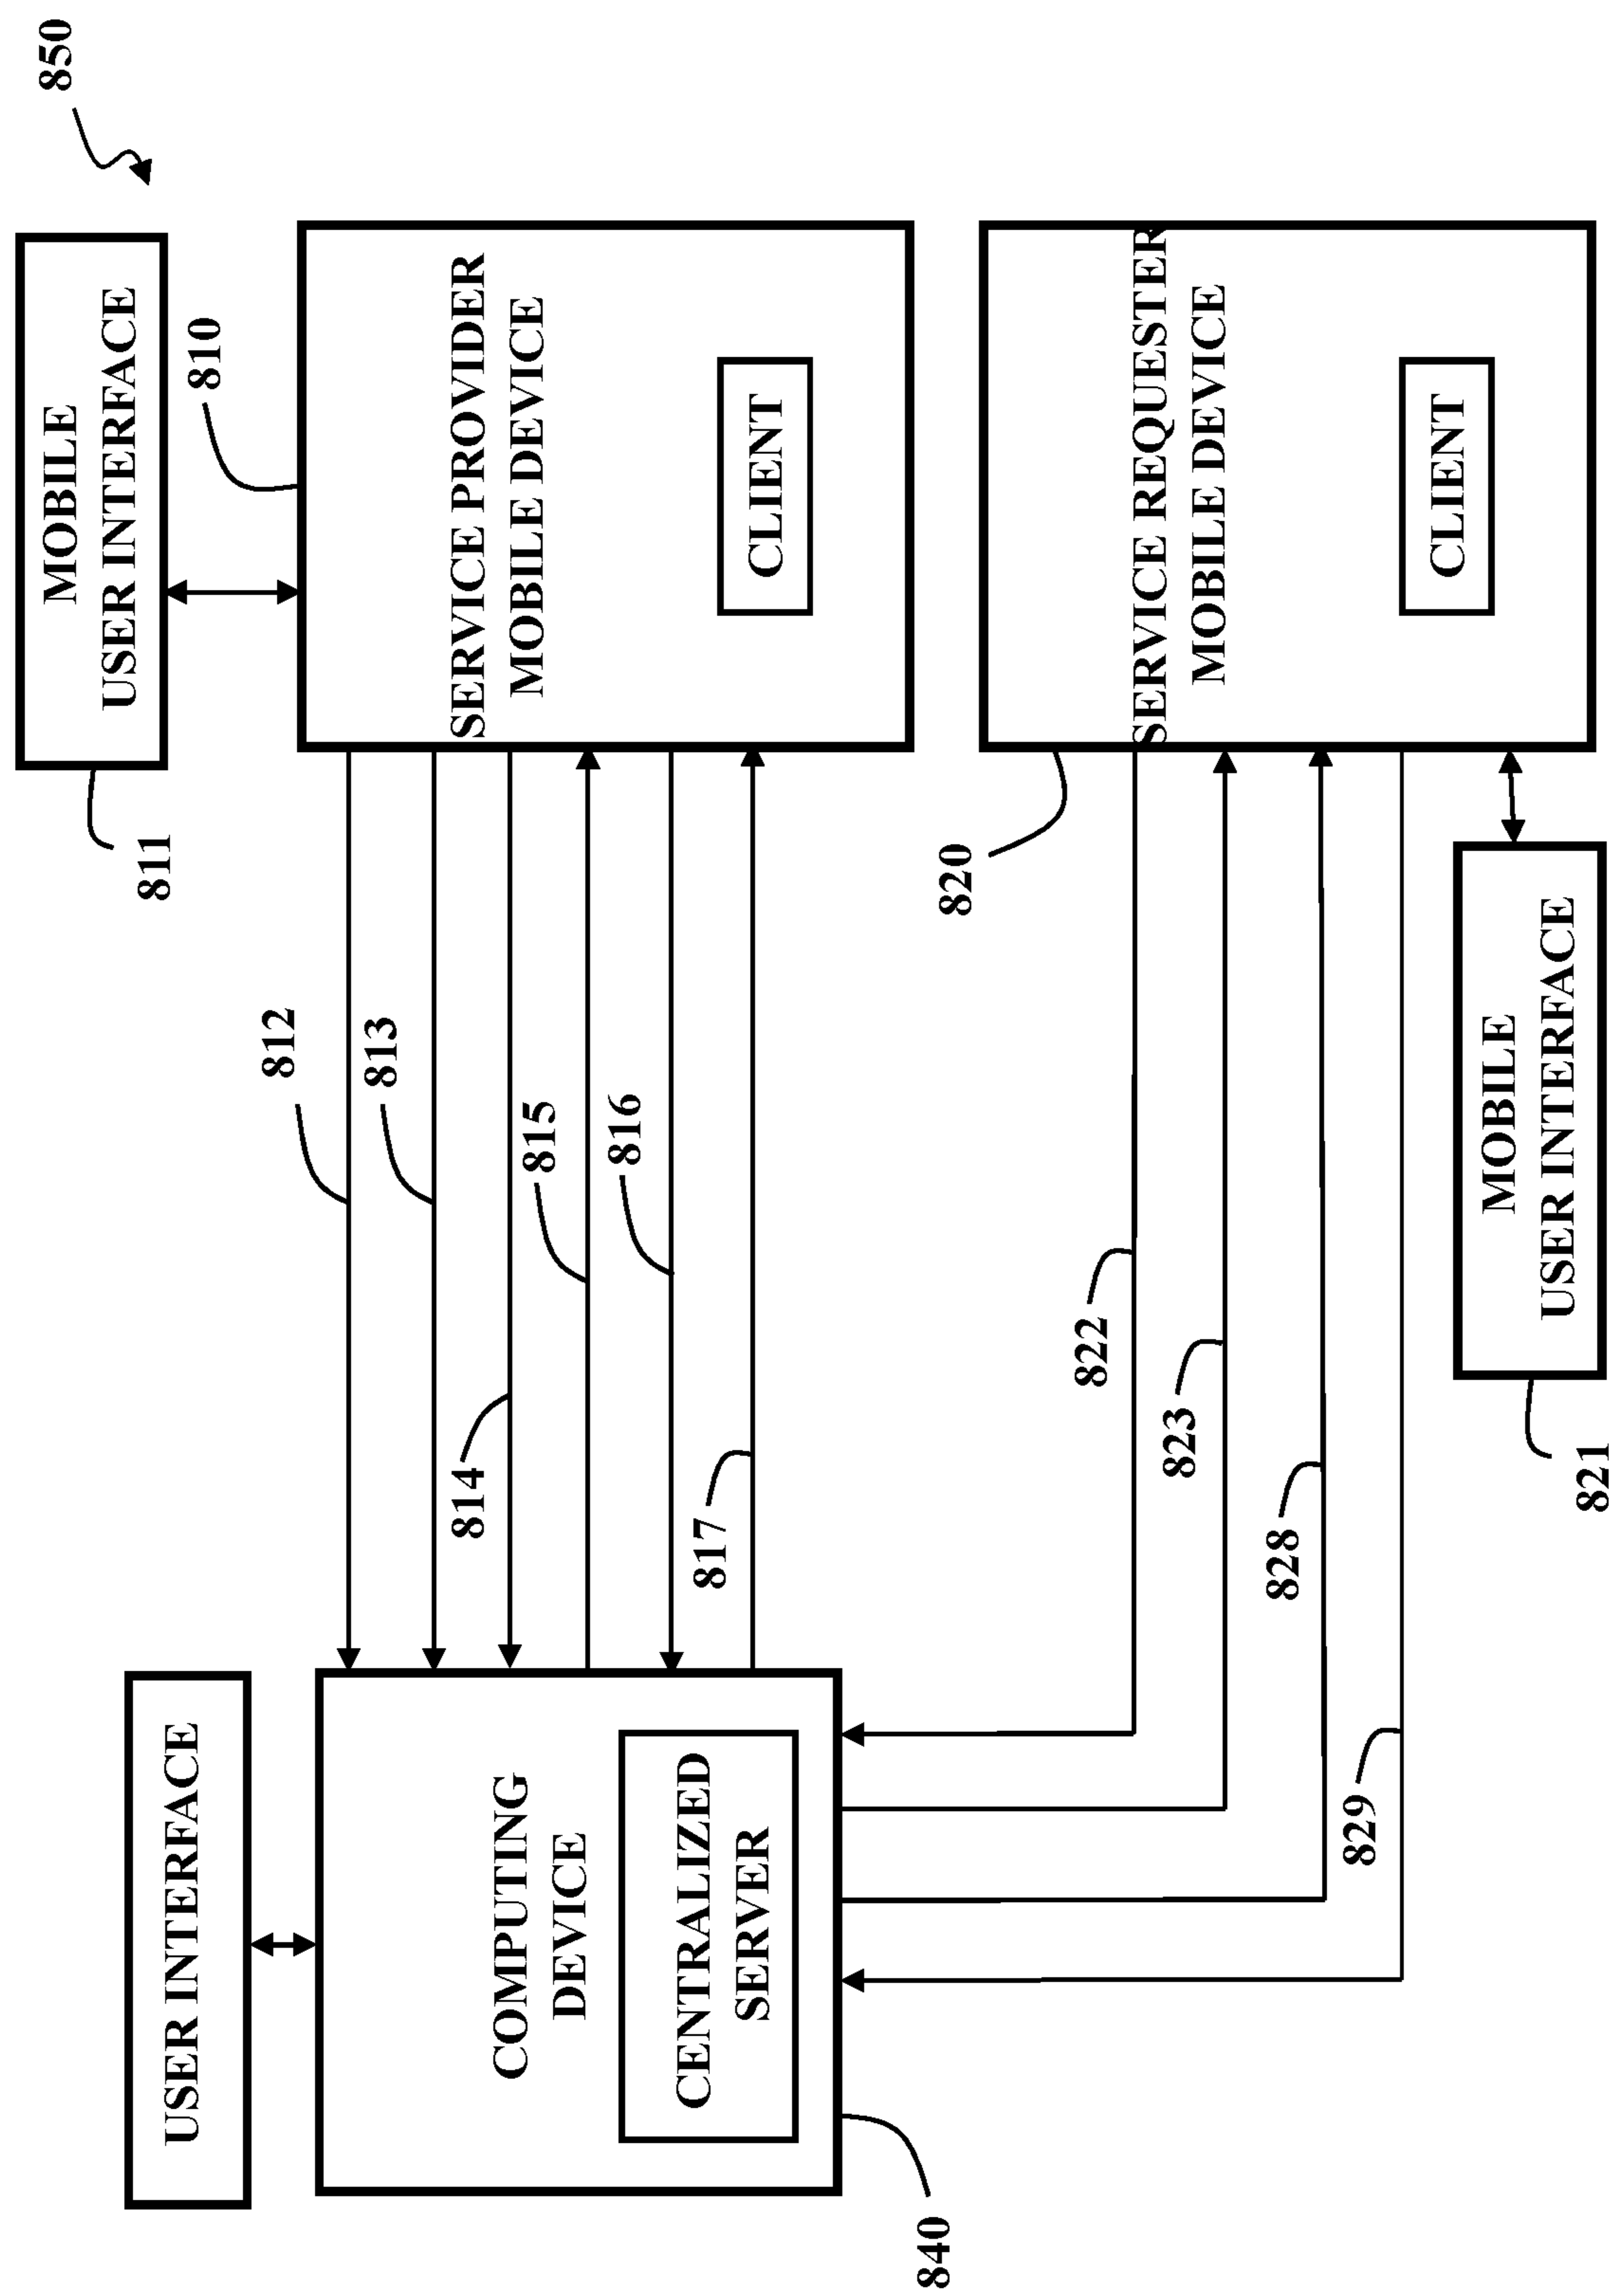 850
MOBILE
USER INTERFACE
811
810
SERVICE PROVIDER
MOBILE DEVICE
CLIENT
812
813
814
815
816
817
USER INTERFACE
COMPUTING
DEVICE
CENTRALIZED
SERVER
840
820
SERVICE REQUESTER
MOBILE DEVICE
CLIENT
822
823
828
829
MOBILE
USER INTERFACE
821